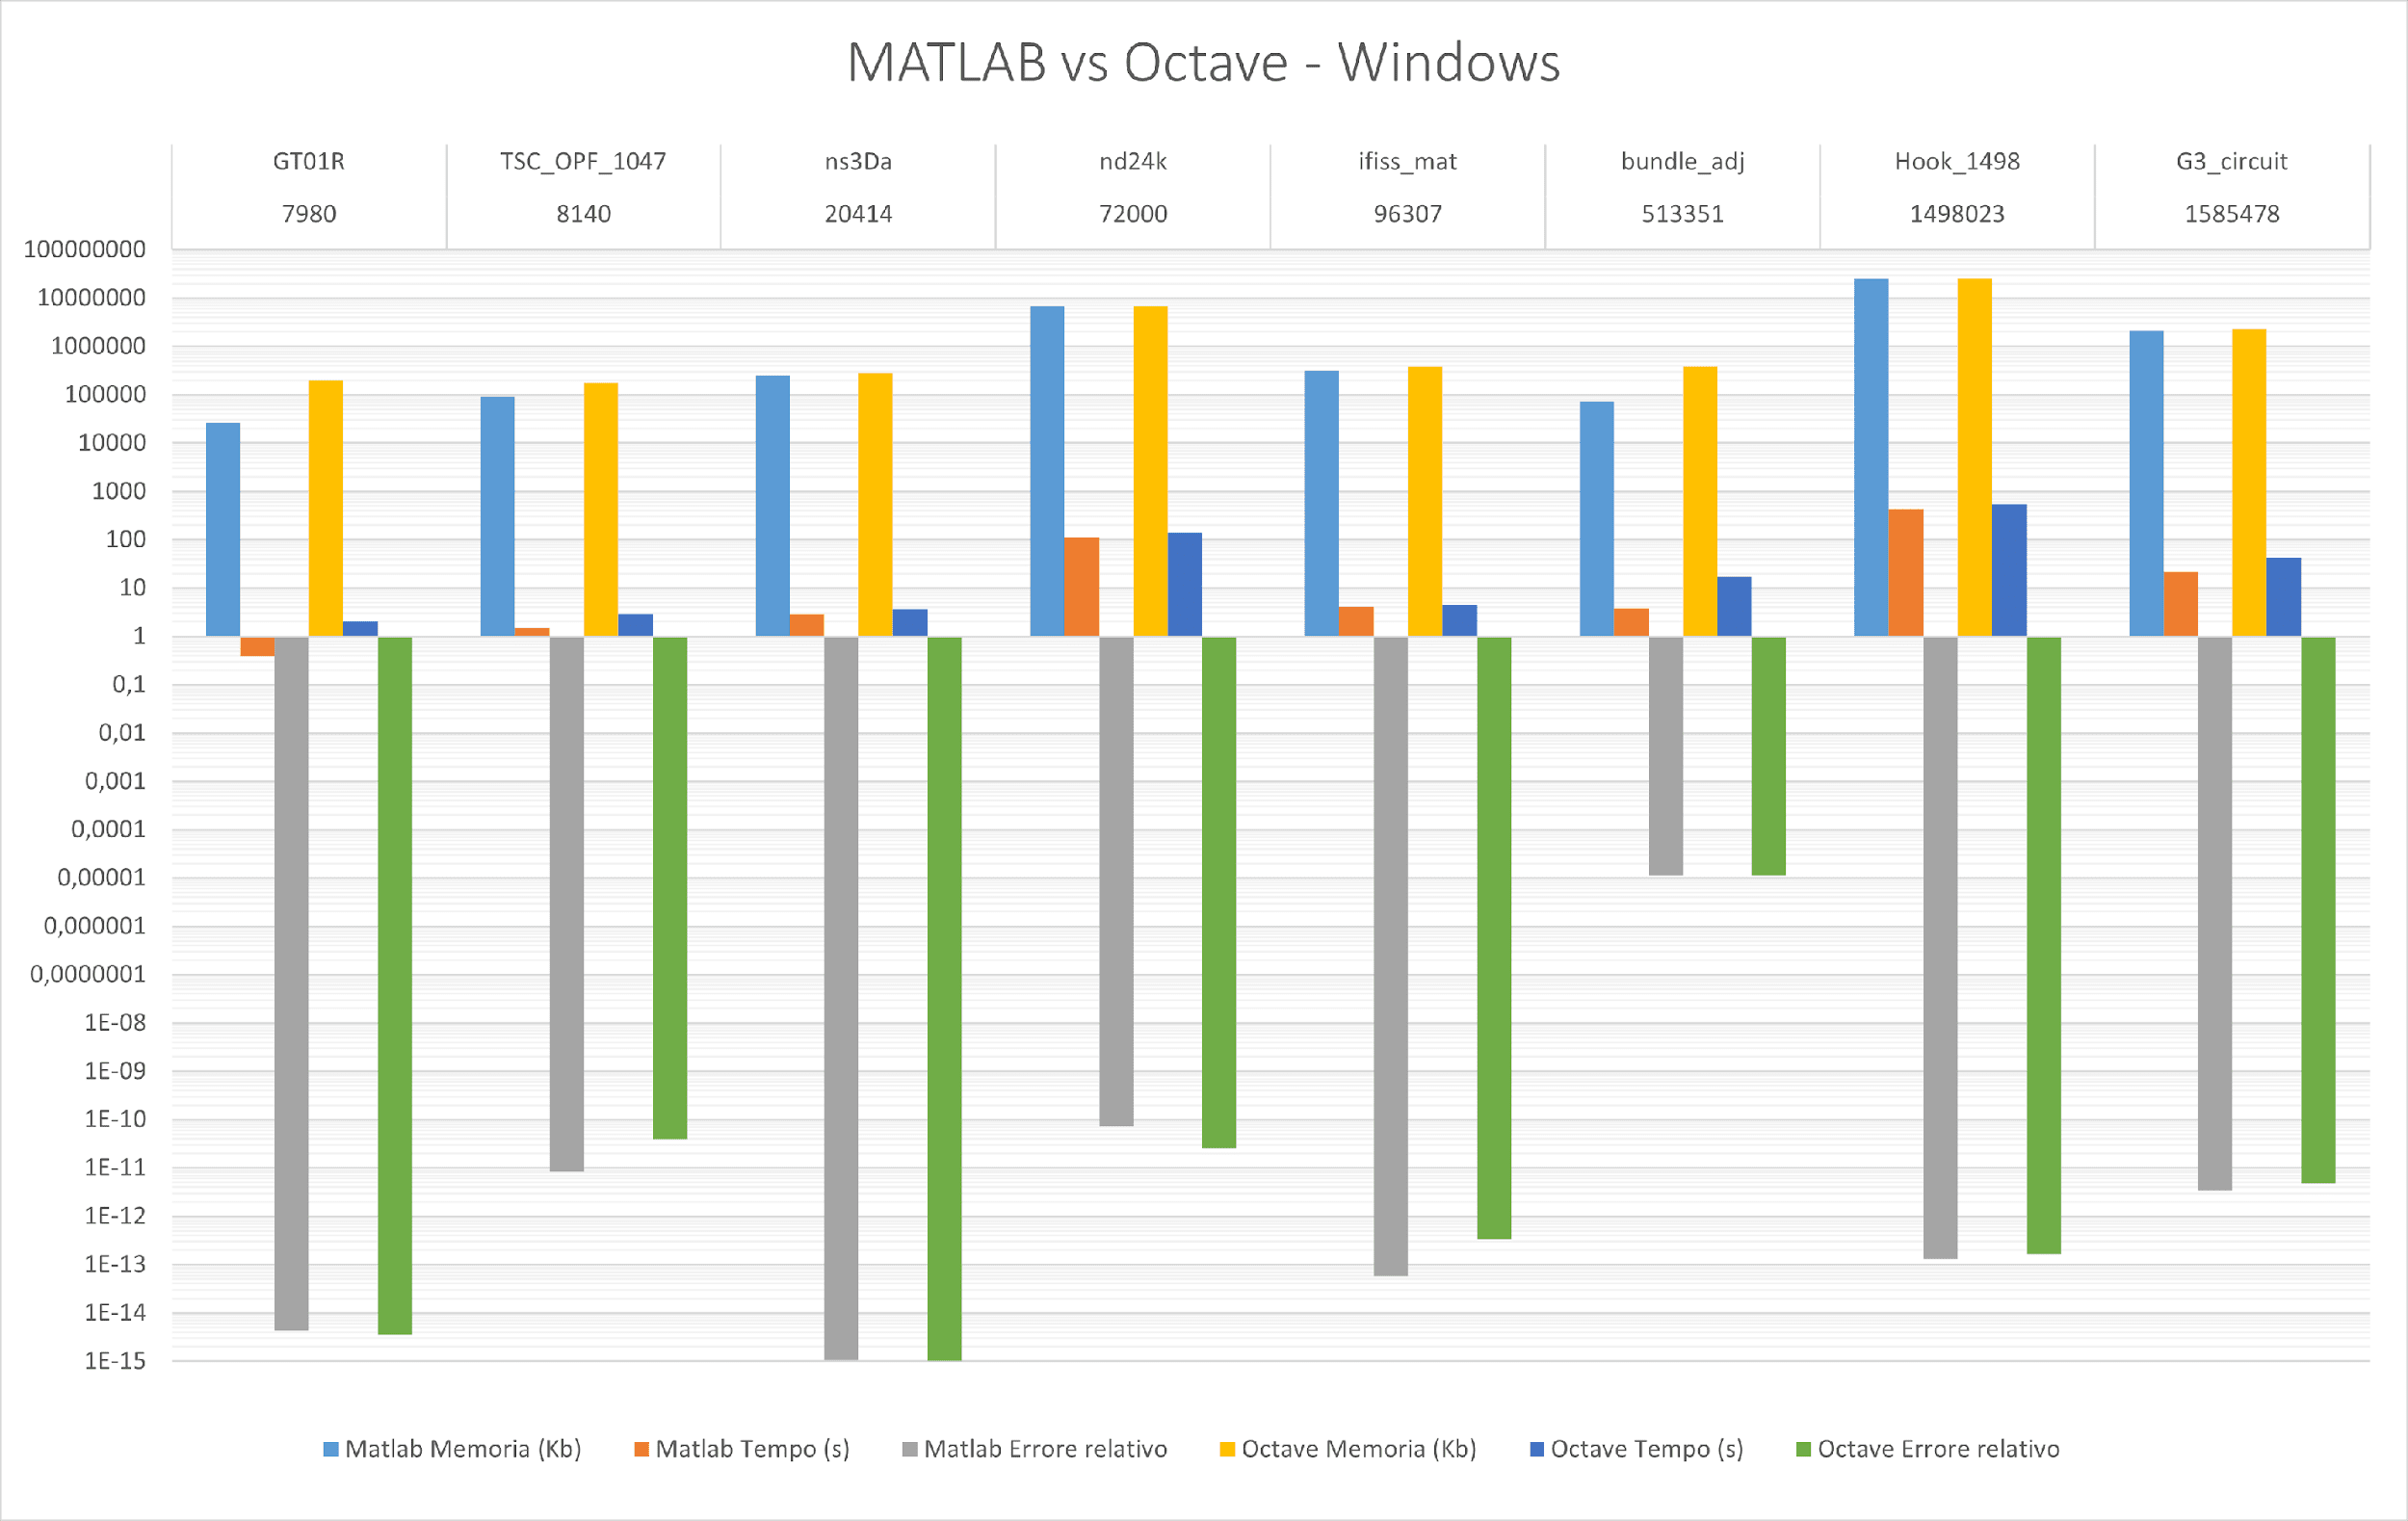 MATLAB vs Octave - Windows
GT01R TSC_OPF_1047 ns3Da nd24k ifiss_mat bundle_adj Hook_1498 G3_circuit
7980 8140 20414 72000 96307 513351 1498023 1585478
100000000
10000000
1000000
100000
10000
1000
100
10
1
0,1
0,01
0,001
0,0001
0,00001
0,000001
0,0000001
1E-08
1E-09
1E-10
1E-11
1E-12
1E-13
1E-14
1E-15
Matlab Memoria (Kb) Matlab Tempo (s) Matlab Errore relativo Octave Memoria (Kb) Octave Tempo (s) Octave Errore relativo